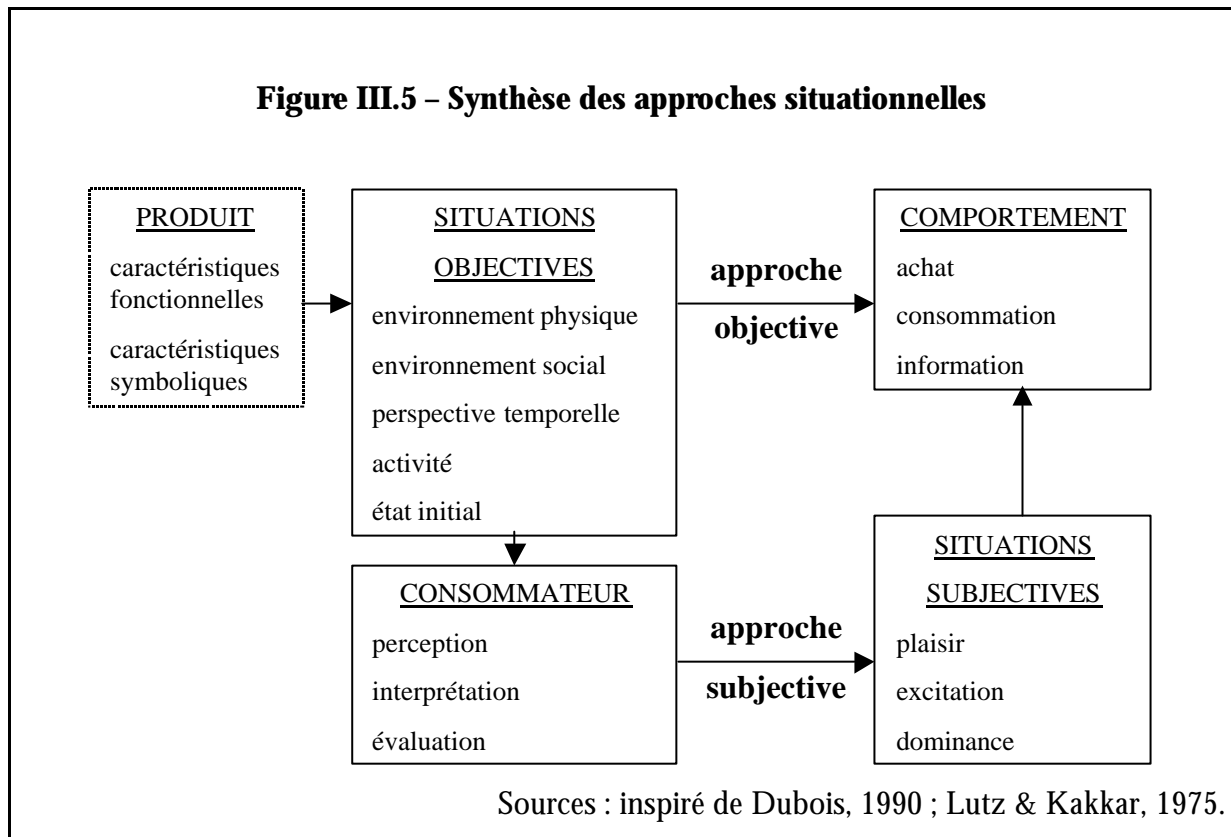 Figure III.5 – Synthèse des approches situationnelles
PRODUIT
caractéristiques
fonctionnelles
caractéristiques
symboliques
SITUATIONS
OBJECTIVES
environnement physique
environnement social
perspective temporelle
activité
état initial
approche
objective
COMPORTEMENT
achat
consommation
information
CONSOMMATEUR
perception
interprétation
évaluation
approche
subjective
SITUATIONS
SUBJECTIVES
plaisir
excitation
dominance
Sources : inspiré de Dubois, 1990 ; Lutz & Kakkar, 1975.